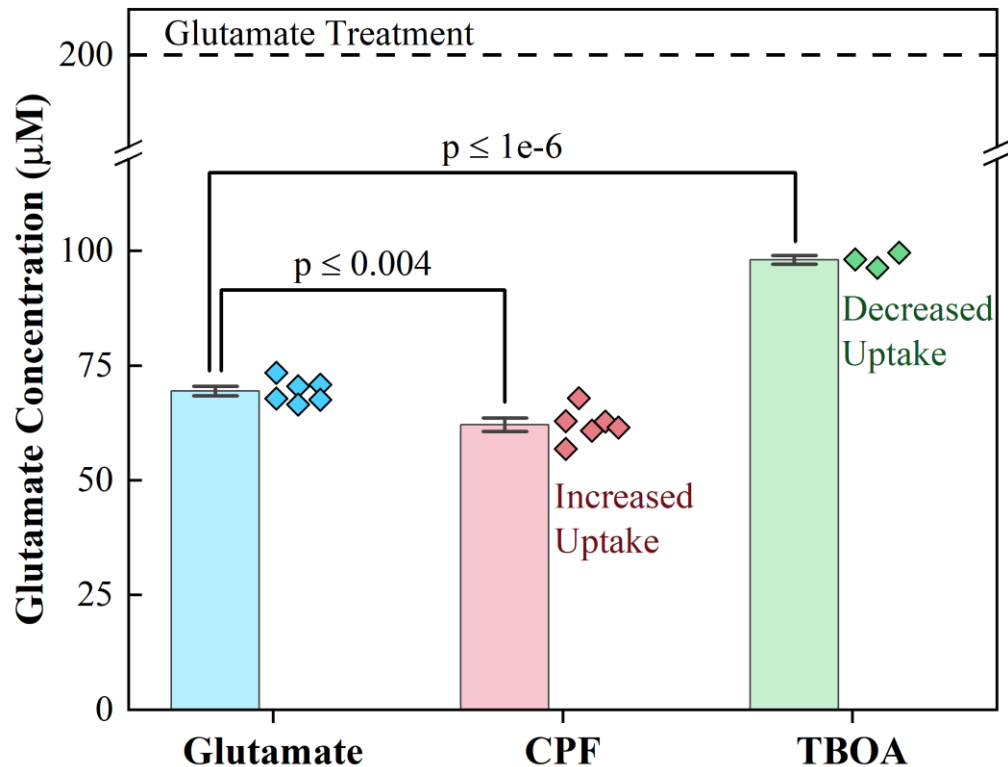 Glutamate Treatment
200
p ≤ 1e-6
100
p ≤ 0.004
Decreased
Uptake
75
50
Increased
Uptake
25
0
Glutamate Concentration (μM)
Glutamate
CPF
TBOA